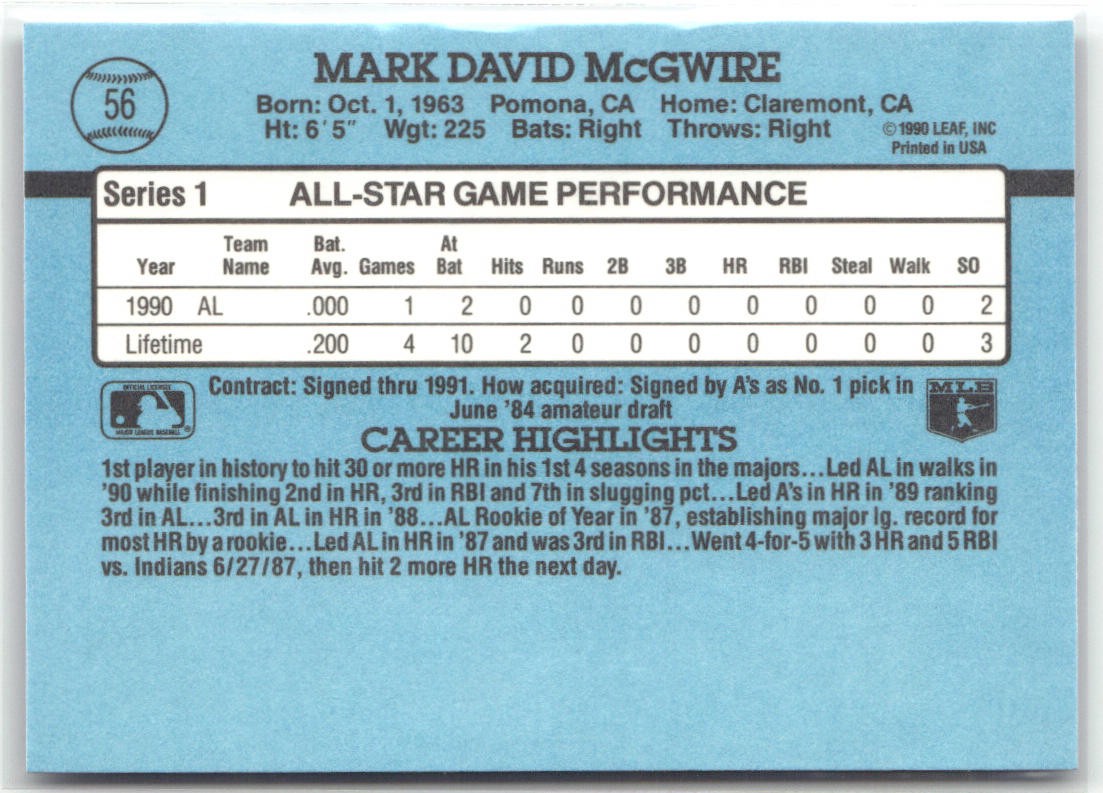 56
MARK DAVID McGWIRE
Born: Oct. 1, 1963 Pomona, CA Home: Claremont, CA
Ht: 6'5" Wgt: 225 Bats: Right Throws: Right
©1990 LEAF, INC
Printed in USA
Series 1 ALL-STAR GAME PERFORMANCE
Year Team Name Bat. Avg. Games At Bat Hits Runs 2B 3B HR RBI Steal Walk SO
1990 AL .000 1 2 0 0 0 0 0 0 0 0 2
Lifetime .200 4 10 2 0 0 0 0 0 0 0 3
OFFICIAL LICENSEE
MAJOR LEAGUE BASEBALL ®
Contract: Signed thru 1991. How acquired: Signed by A's as No. 1 pick in
June '84 amateur draft
MLB
CAREER HIGHLIGHTS
1st player in history to hit 30 or more HR in his 1st 4 seasons in the majors...Led AL in walks in
'90 while finishing 2nd in HR, 3rd in RBI and 7th in slugging pct...Led A's in HR in '89 ranking
3rd in AL...3rd in AL in HR in '88...AL Rookie of Year in '87, establishing major lg. record for
most HR by a rookie...Led AL in HR in '87 and was 3rd in RBI...Went 4-for-5 with 3 HR and 5 RBI
vs. Indians 6/27/87, then hit 2 more HR the next day.